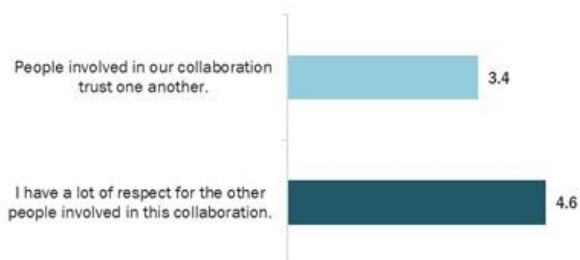 People involved in our collaboration
trust one another.
3.4
I have a lot of respect for the other
people involved in this collaboration.
4.6